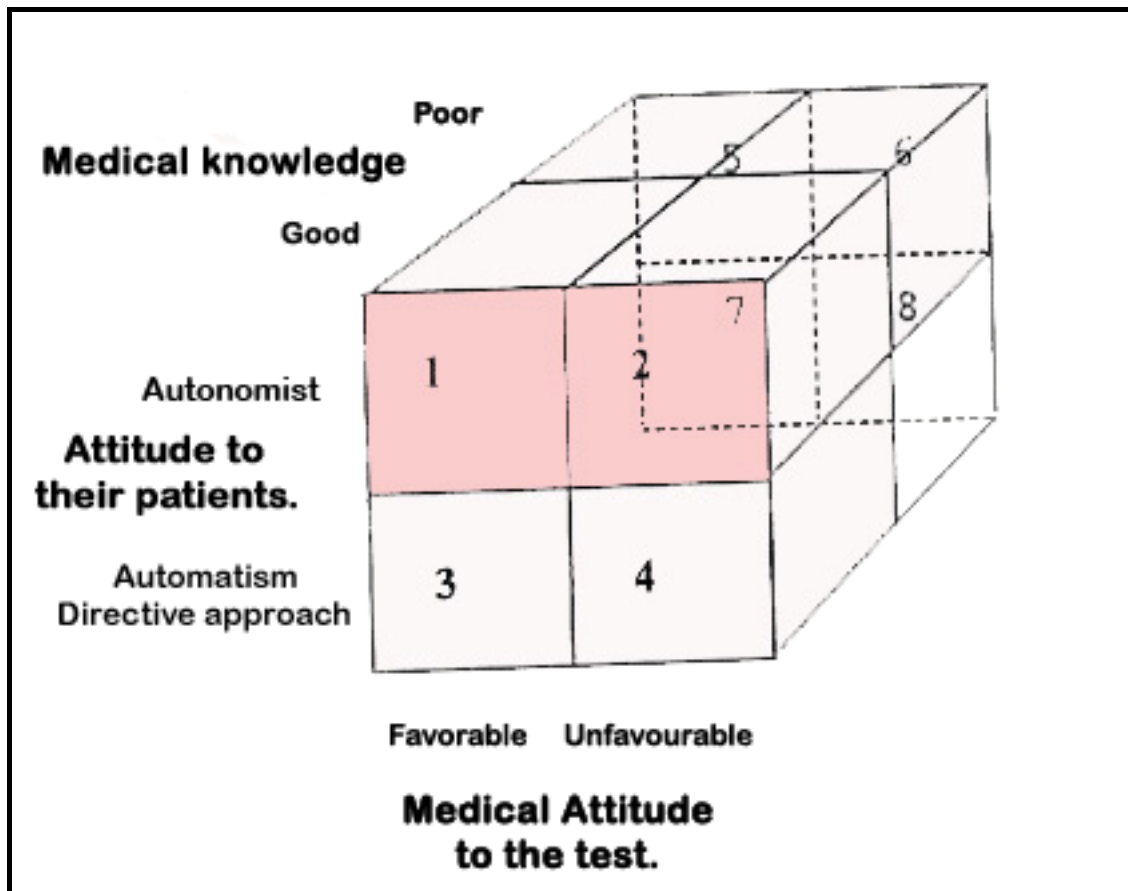 Poor
Medical knowledge
Good
5
6
7
8
1
2
Autonomist
Attitude to
their patients.
Automatism
Directive approach
3
4
Favorable Unfavourable
Medical Attitude
to the test.